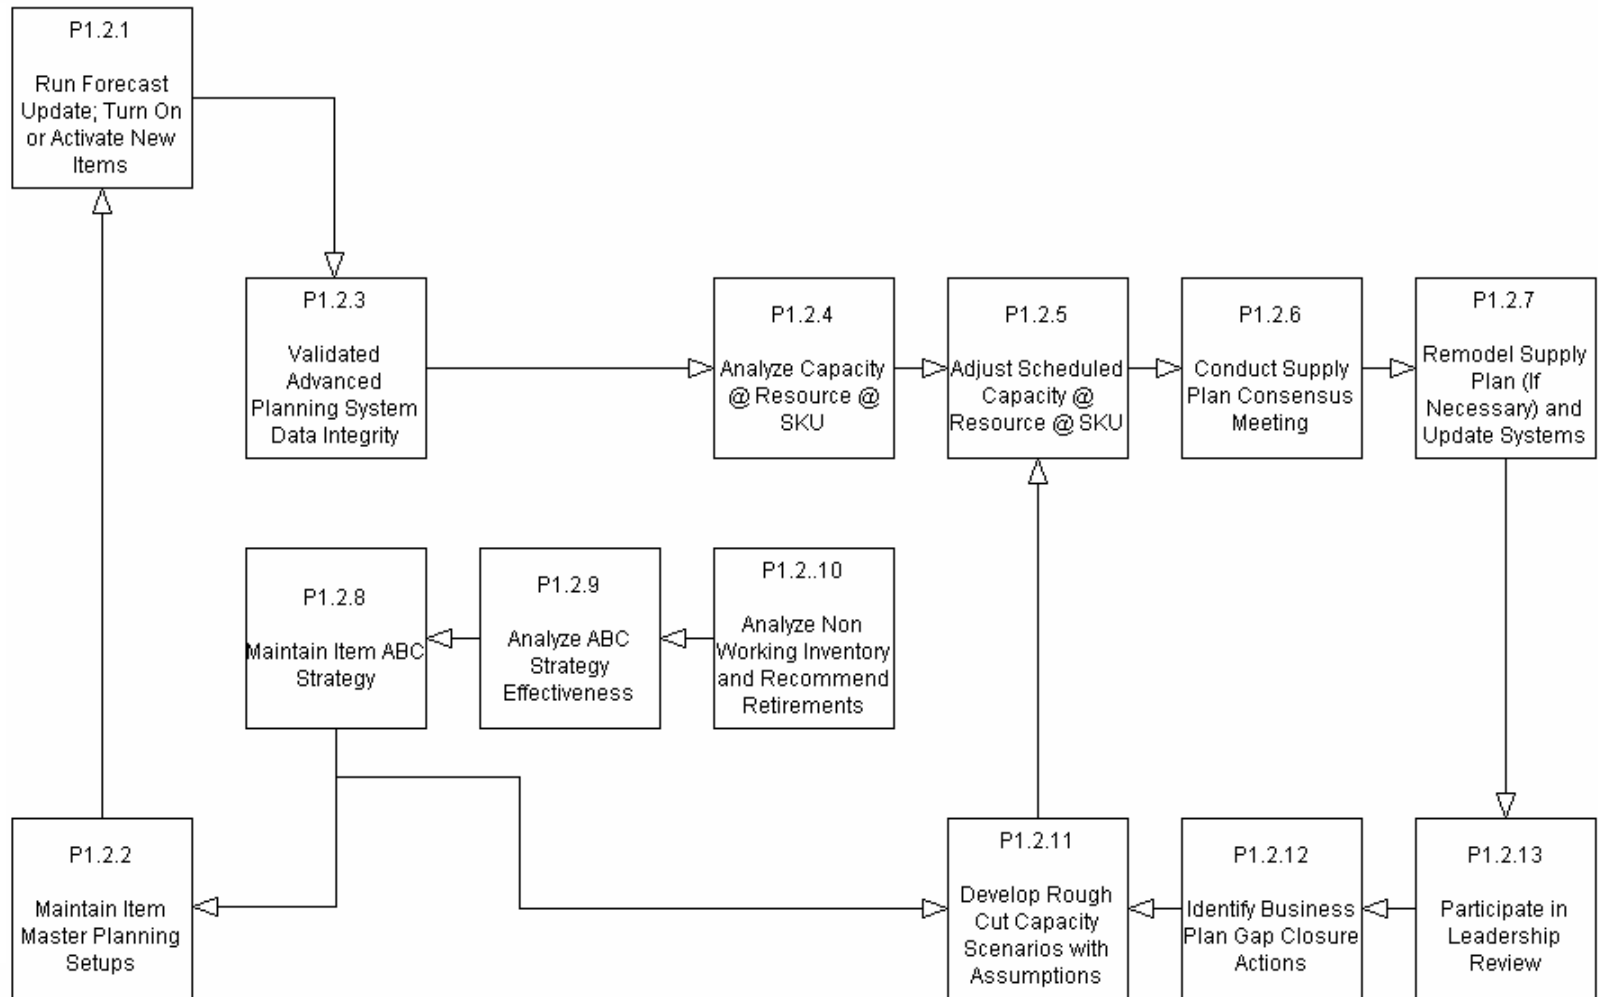 P1.2.1
Run Forecast
Update; Turn On
or Activate New
Items
P1.2.3
Validated
Advanced
Planning System
Data Integrity
P1.2.4
Analyze Capacity
@ Resource @
SKU
P1.2.5
Adjust Scheduled
Capacity @
Resource @ SKU
P1.2.6
Conduct Supply
Plan Consensus
Meeting
P1.2.7
Remodel Supply
Plan (If
Necessary) and
Update Systems
P1.2.8
Maintain Item ABC
Strategy
P1.2.9
Analyze ABC
Strategy
Effectiveness
P1.2..10
Analyze Non
Working Inventory
and Recommend
Retirements
P1.2.2
Maintain Item
Master Planning
Setups
P1.2.11
Develop Rough
Cut Capacity
Scenarios with
Assumptions
P1.2.12
Identify Business
Plan Gap Closure
Actions
P1.2.13
Participate in
Leadership
Review